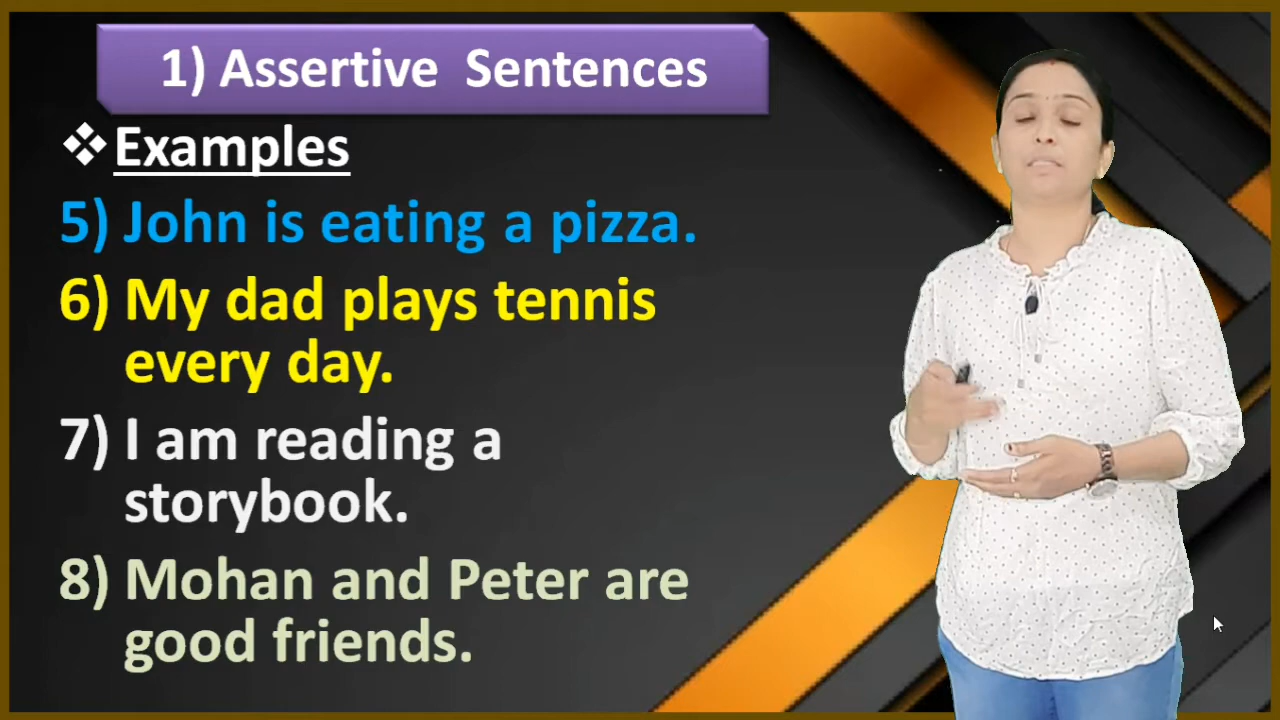 1) Assertive Sentences
❖Examples
5) John is eating a pizza.
6) My dad plays tennis
every day.
7) I am reading a
storybook.
8) Mohan and Peter are
good friends.